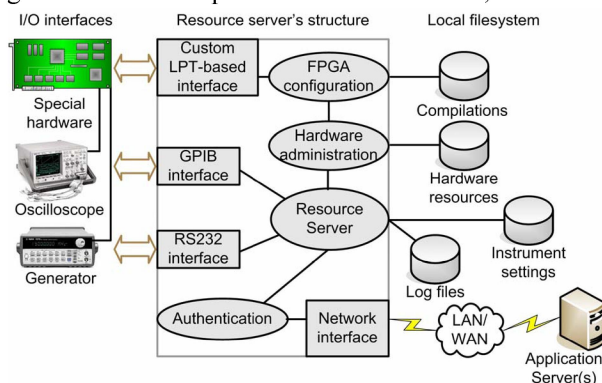 I/O interfaces
Resource server's structure
Local filesystem
Custom
LPT-based
interface
FPGA
configuration
Compilations
Special
hardware
Hardware
administration
Hardware
resources
GPIB
interface
Oscilloscope
Resource
Server
RS232
interface
Instrument
settings
Generator
Log files
Authentication
Network
interface
LAN/
WAN
Application
Server(s)